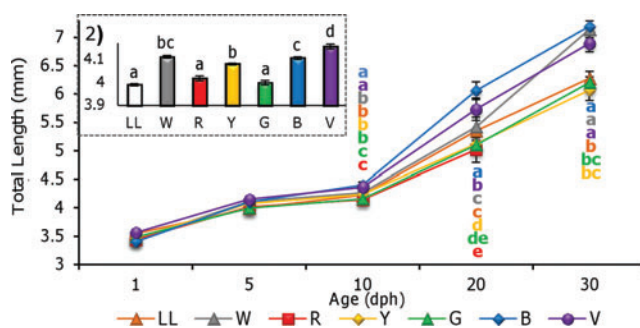 2)
a bc a b a c d
4.1
4
3.9
LL W R Y G B V
Total Length (mm)
7
6.5
6
5.5
5
4.5
4
3.5
3
a
a
b
b
b
b
c
c
a
b
c
c
d
de
e
a
a
a
b
bc
bc
1 5 10 20 30
Age (dph)
LL W R Y G B V